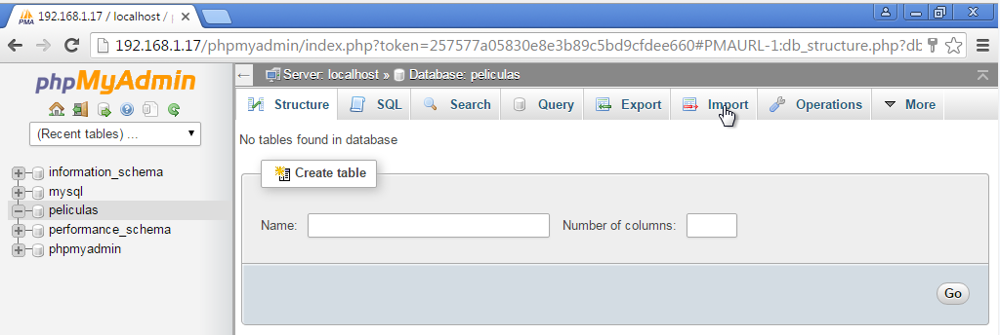 192.168.1.17 / localhost / p
192.168.1.17/phpmyadmin/index.php?token=257577a05830e8e3b89c5bd9cfdee660#PMAURL-1:db_structure.php?db
phpMyAdmin
(Recent tables) ...
information_schema
mysql
peliculas
performance_schema
phpmyadmin
Server: localhost » Database: peliculas
Structure SQL Search Query Export Import Operations More
No tables found in database
Create table
Name: Number of columns:
Go